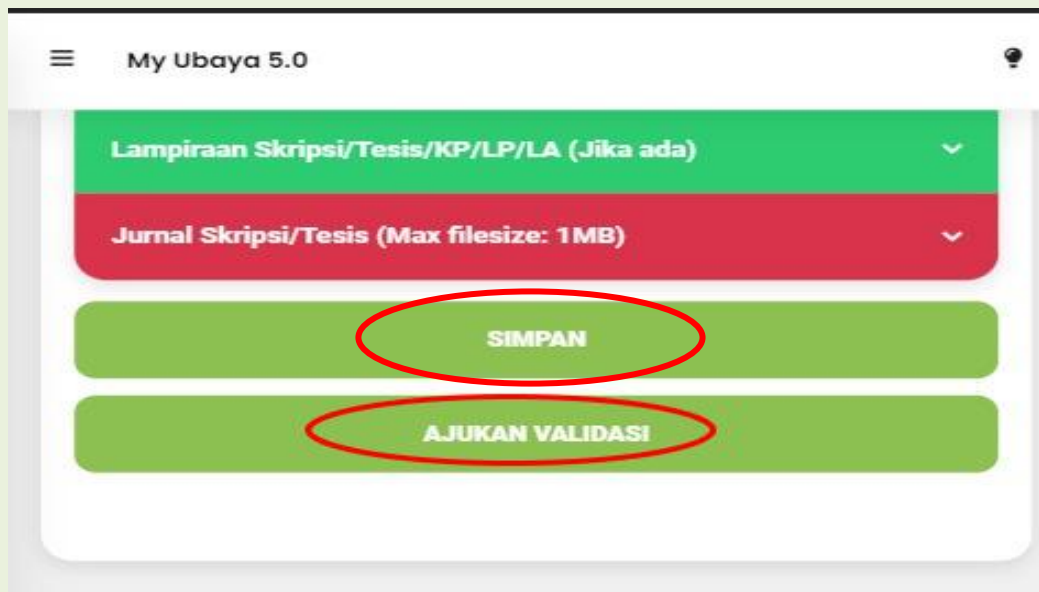 My Ubaya 5.0
Lampiraan Skripsi/Tesis/KP/LP/LA (Jika ada)
Jurnal Skripsi/Tesis (Max filesize: 1MB)
SIMPAN
AJUKAN VALIDASI